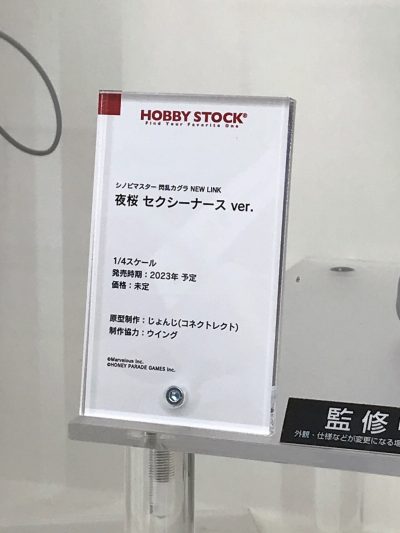 HOBBY STOCK®
Find Your Favorite One
シノビマスター 閃乱カグラ NEW LINK
夜桜 セクシーナース ver.
1/4スケール
発売時期：2023年 予定
価格：未定
原型制作：じょんじ(コネクトレクト)
制作協力：ウイング
©Marvelous Inc.
©HONEY PARADE GAMES Inc.
監修
外観・仕様などが変更になる場